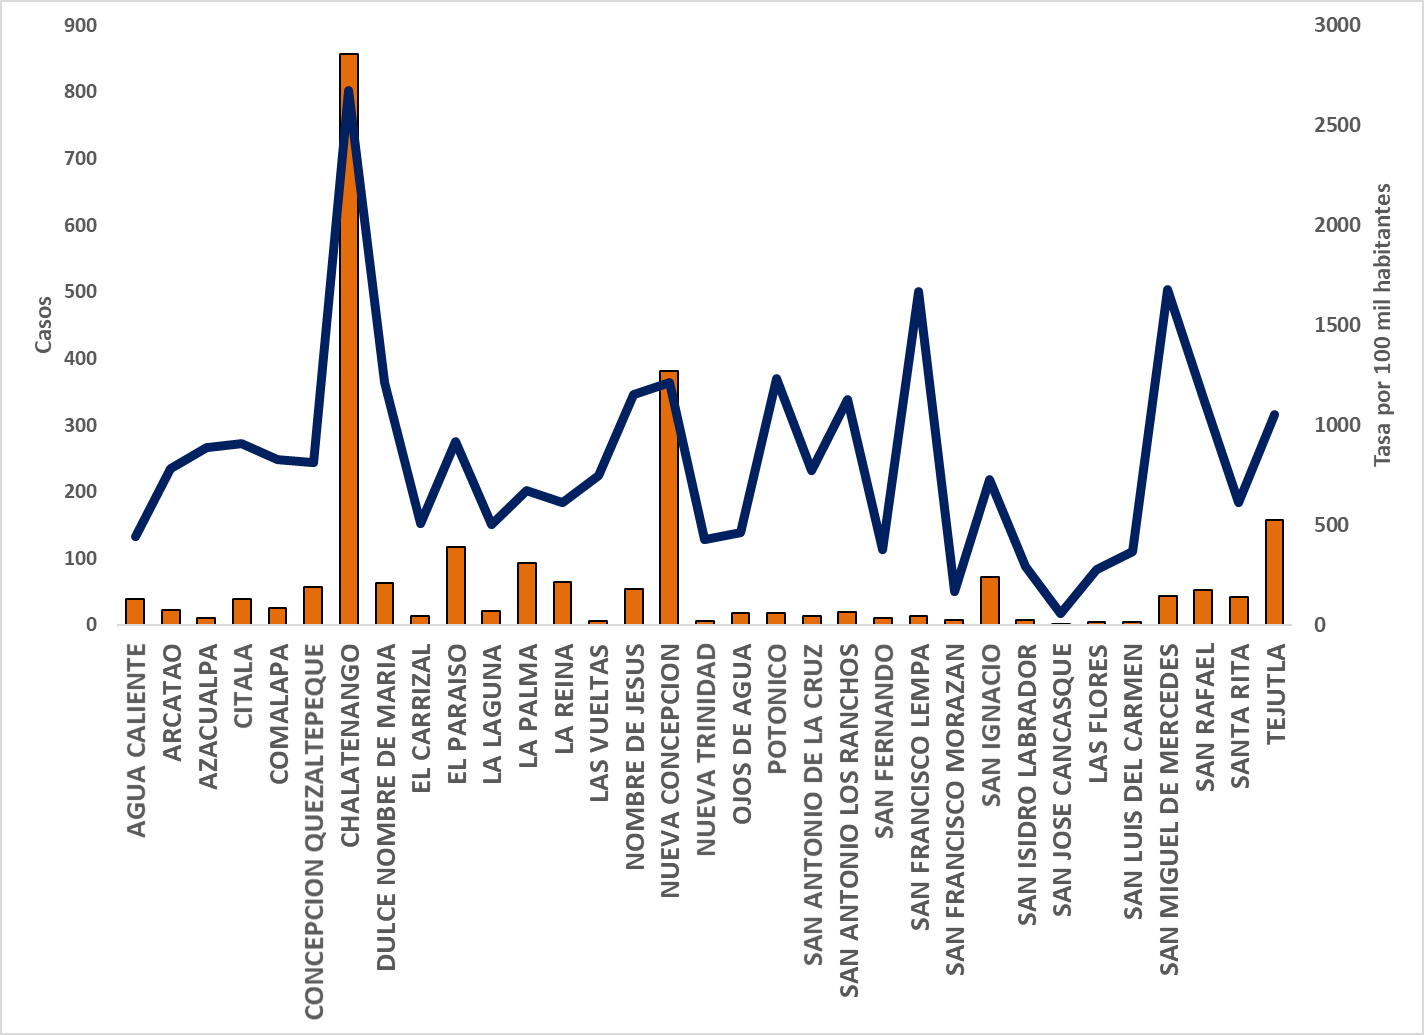 900
800
700
600
500
400
300
200
100
0
Casos
3000
2500
2000
1500
1000
500
0
Tasa por 100 mil habitantes
AGUA CALIENTE
ARCATAO
AZACUALPA
CITALA
COMALAPA
CONCEPCION QUEZALTEPEQUE
CHALATENANGO
DULCE NOMBRE DE MARIA
EL CARRIZAL
EL PARAISO
LA LAGUNA
LA PALMA
LA REINA
LAS VUELTAS
NOMBRE DE JESUS
NUEVA CONCEPCION
NUEVA TRINIDAD
OJOS DE AGUA
POTONICO
SAN ANTONIO DE LA CRUZ
SAN ANTONIO LOS RANCHOS
SAN FERNANDO
SAN FRANCISCO LEMPA
SAN FRANCISCO MORAZAN
SAN IGNACIO
SAN ISIDRO LABRADOR
SAN JOSE CANCASQUE
LAS FLORES
SAN LUIS DEL CARMEN
SAN MIGUEL DE MERCEDES
SAN RAFAEL
SANTA RITA
TEJUTLA